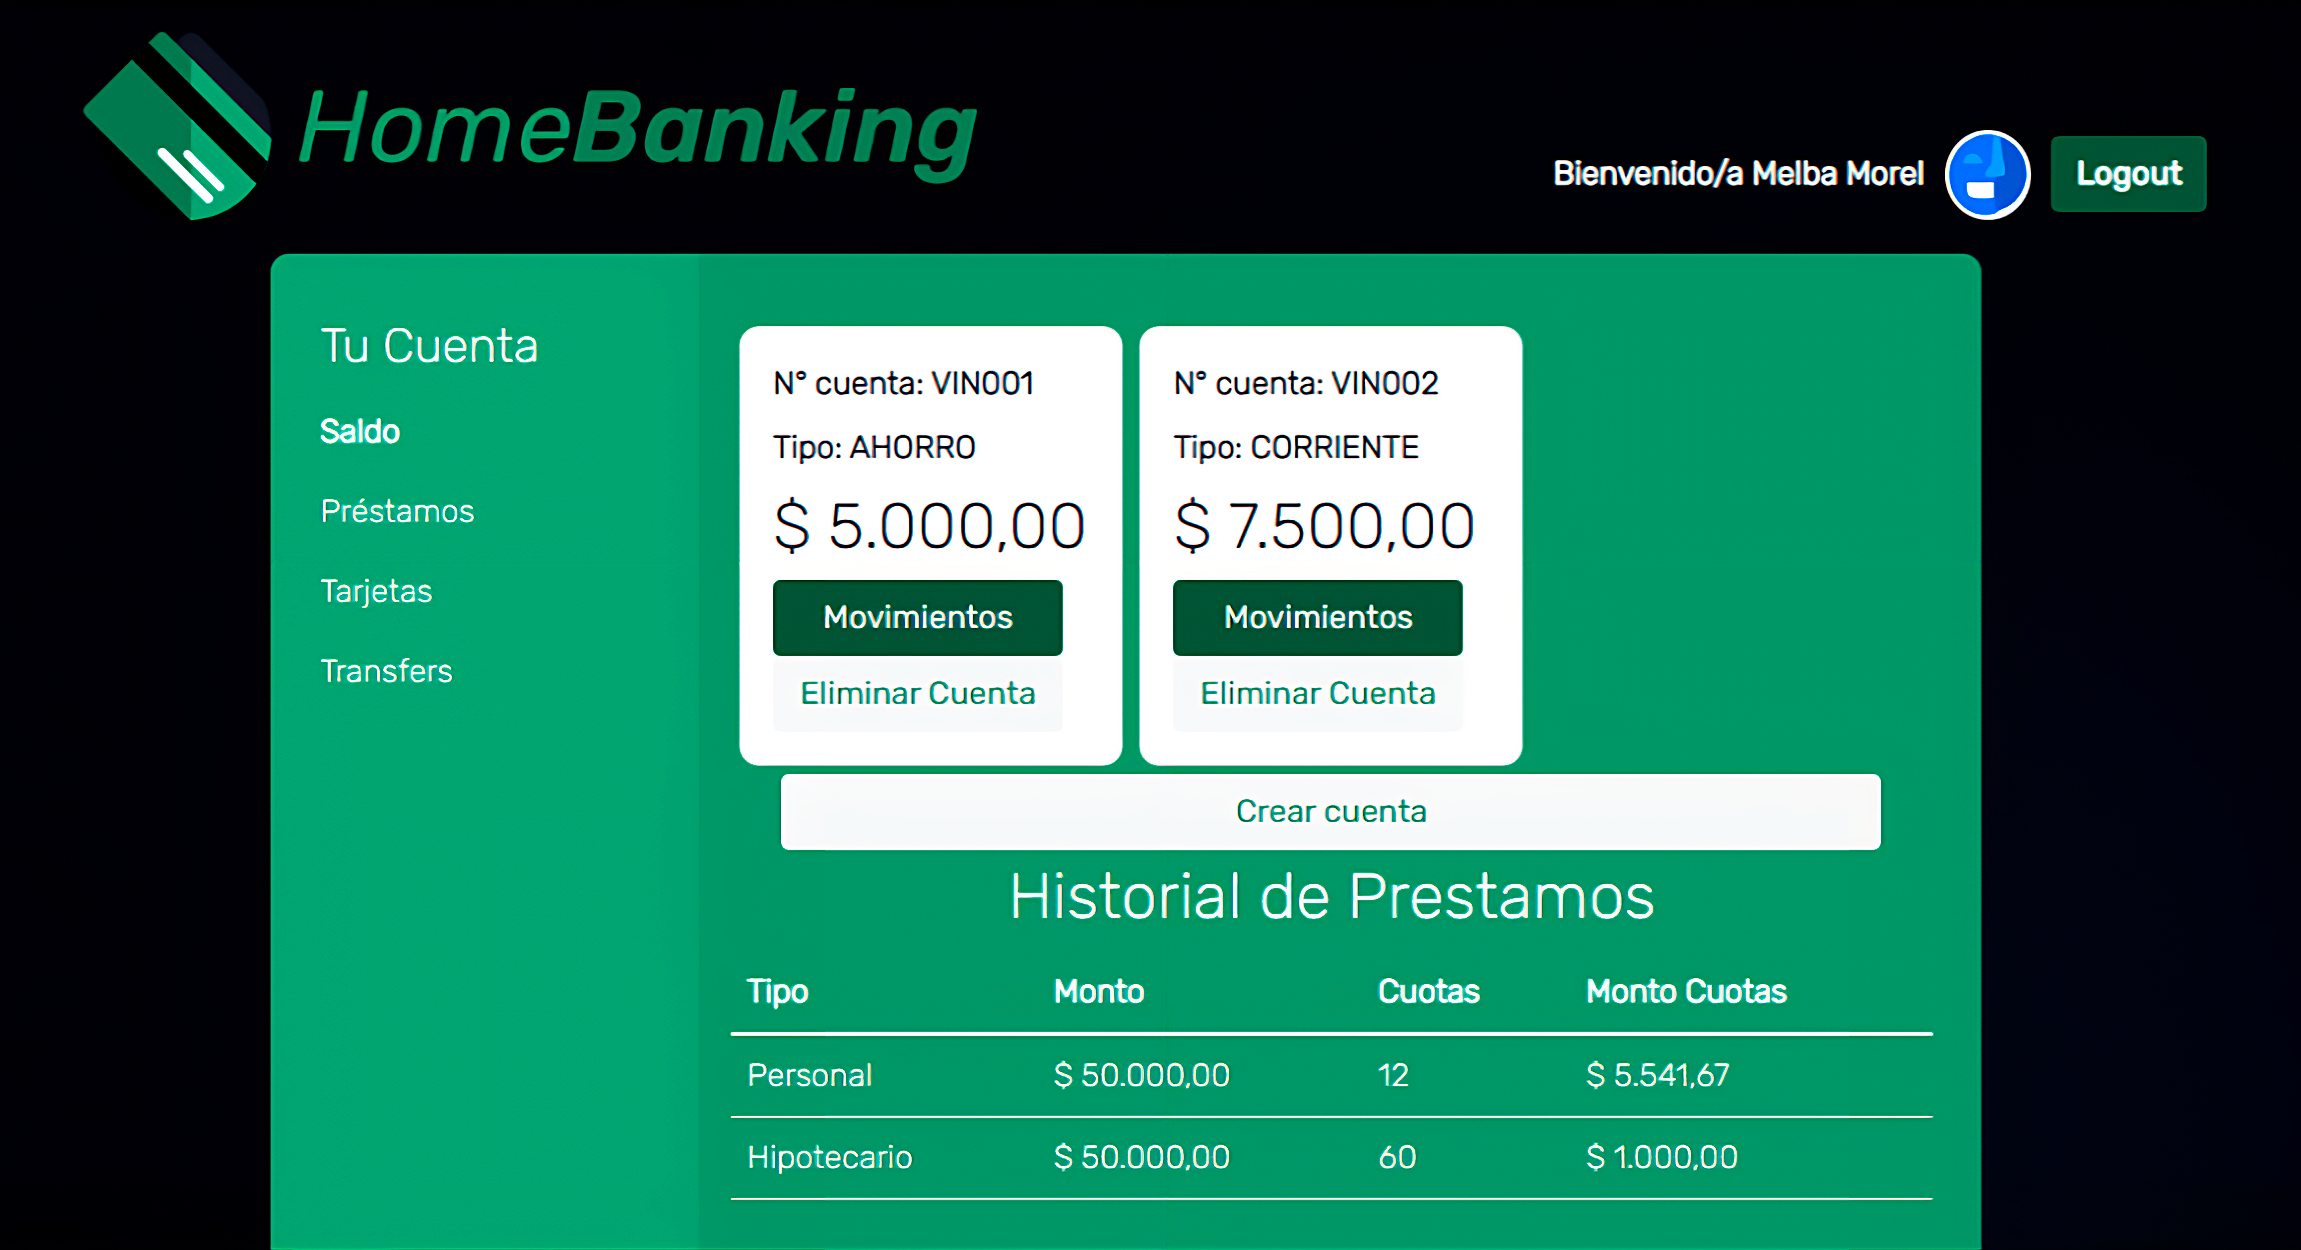 HomeBanking
Bienvenido/a Melba Morel
Logout
Tu Cuenta
Saldo
Préstamos
Tarjetas
Transfers
N° cuenta: VIN001
Tipo: AHORRO
$ 5.000,00
Movimientos
Eliminar Cuenta
N° cuenta: VIN002
Tipo: CORRIENTE
$ 7.500,00
Movimientos
Eliminar Cuenta
Crear cuenta
Historial de Prestamos
Tipo Monto Cuotas Monto Cuotas
Personal $ 50.000,00 12 $ 5.541,67
Hipotecario $ 50.000,00 60 $ 1.000,00